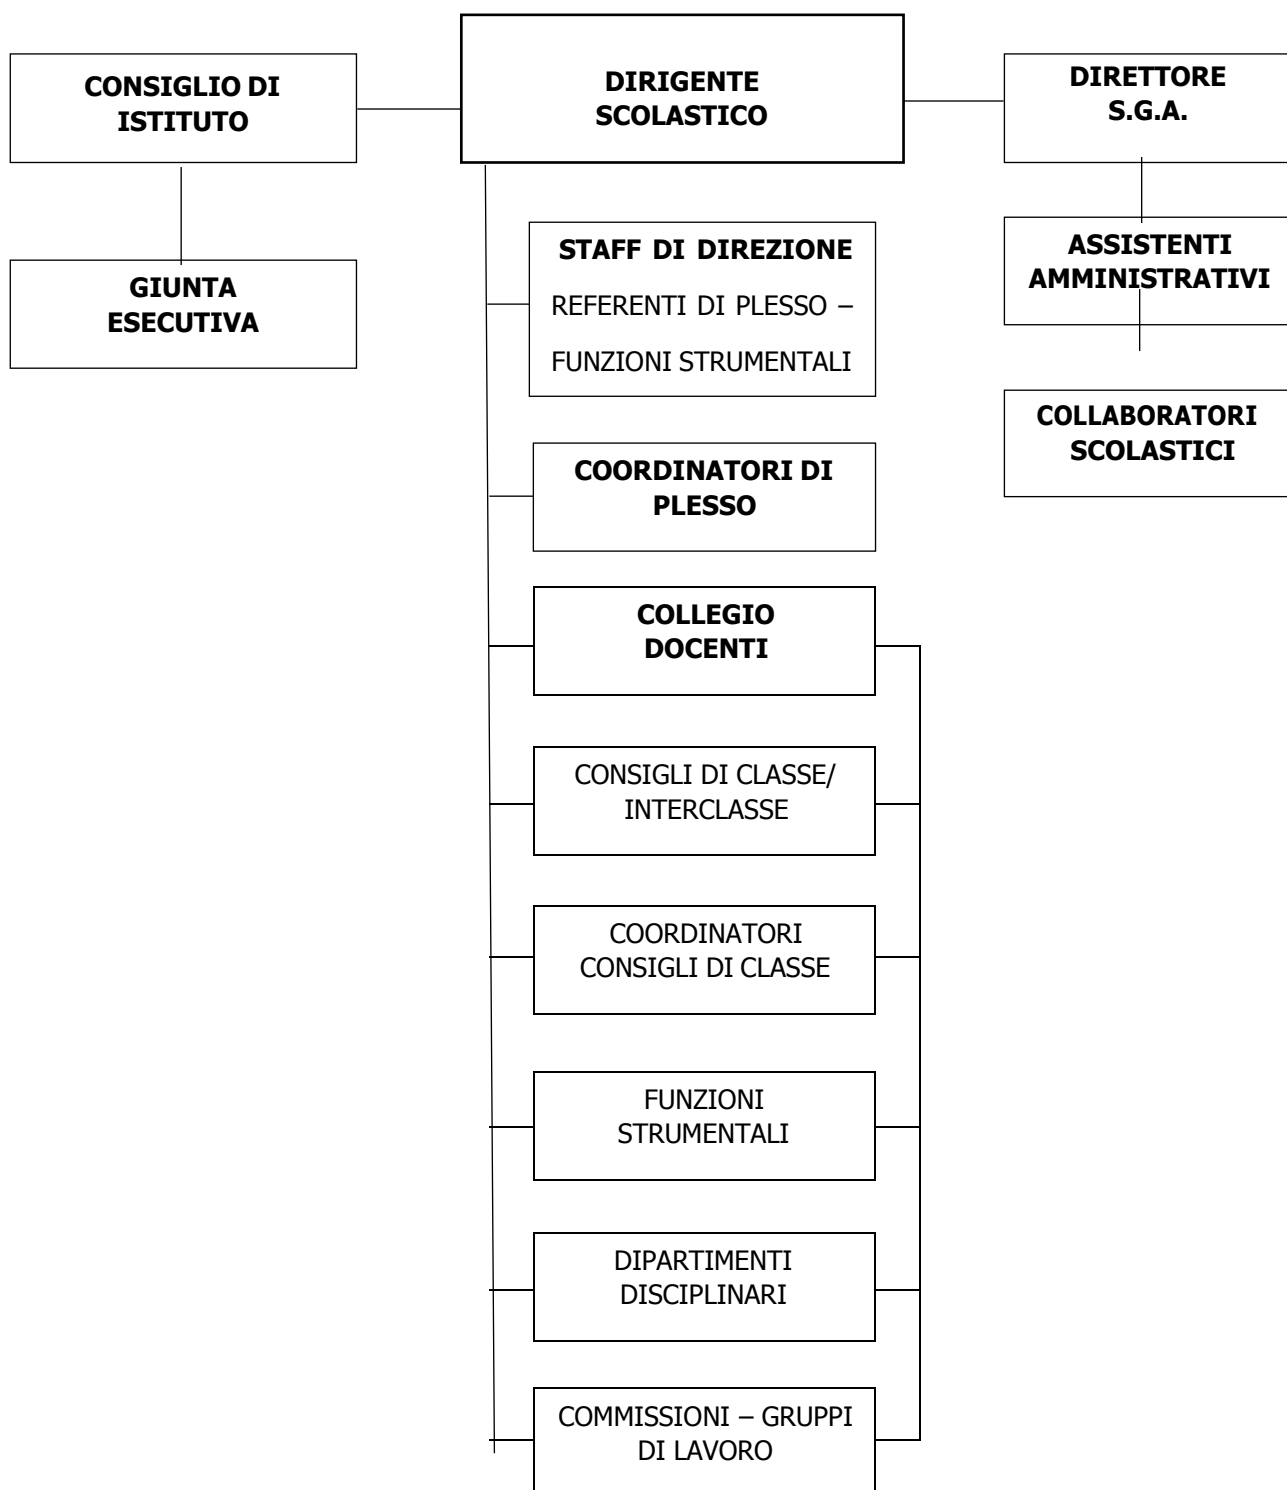 CONSIGLIO DI
ISTITUTO
DIRIGENTE
SCOLASTICO
DIRETTORE
S.G.A.
GIUNTA
ESECUTIVA
STAFF DI DIREZIONE
REFERENTI DI PLESSO –
FUNZIONI STRUMENTALI
ASSISTENTI
AMMINISTRATIVI
COLLABORATORI
SCOLASTICI
COORDINATORI DI
PLESSO
COLLEGIO
DOCENTI
CONSIGLI DI CLASSE/
INTERCLASSE
COORDINATORI
CONSIGLI DI CLASSE
FUNZIONI
STRUMENTALI
DIPARTIMENTI
DISCIPLINARI
COMMISSIONI – GRUPPI
DI LAVORO